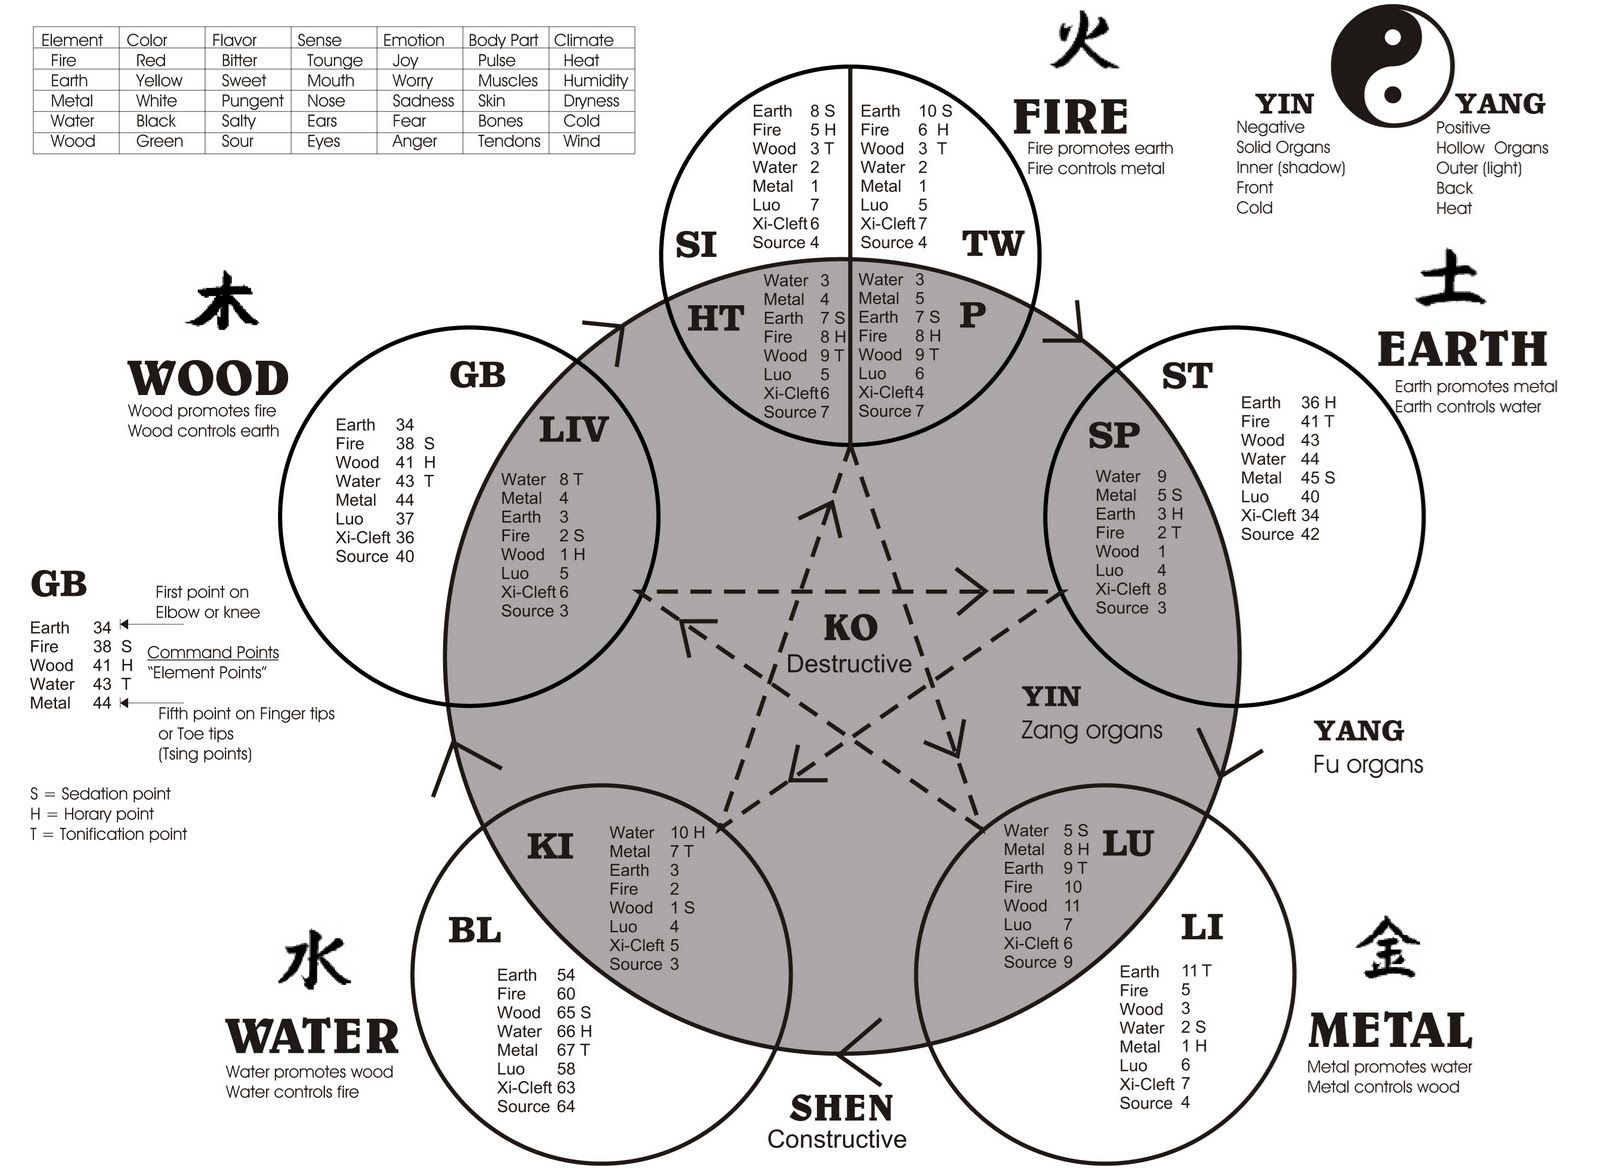 Element Color Flavor Sense Emotion Body Part Climate
Fire Red Bitter Tounge Joy Pulse Heat
Earth Yellow Sweet Mouth Worry Muscles Humidity
Metal White Pungent Nose Sadness Skin Dryness
Water Black Salty Ears Fear Bones Cold
Wood Green Sour Eyes Anger Tendons Wind
火
FIRE
Fire promotes earth
Fire controls metal
YIN
Negative
Solid Organs
Inner (shadow)
Front
Cold
YANG
Positive
Hollow Organs
Outer (light)
Back
Heat
SI
Earth 8 S
Fire 5 H
Wood 3 T
Water 2
Metal 1
Luo 7
Xi-Cleft 6
Source 4
TW
Earth 10 S
Fire 6 H
Wood 3 T
Water 2
Metal 1
Luo 5
Xi-Cleft 7
Source 4
HT
Water 3
Metal 4
Earth 7 S
Fire 8 H
Wood 9 T
Luo 5
Xi-Cleft 6
Source 7
P
Water 3
Metal 5
Earth 7 S
Fire 8 H
Wood 9 T
Luo 6
Xi-Cleft 4
Source 7
木
WOOD
Wood promotes fire
Wood controls earth
GB
Earth 34
Fire 38 S
Wood 41 H
Water 43 T
Metal 44
Luo 37
Xi-Cleft 36
Source 40
LIV
Water 8 T
Metal 4
Earth 3
Fire 2 S
Wood 1 H
Luo 5
Xi-Cleft 6
Source 3
土
EARTH
Earth promotes metal
Earth controls water
ST
Earth 36 H
Fire 41 T
Wood 43
Water 44
Metal 45 S
Luo 40
Xi-Cleft 34
Source 42
SP
Water 9
Metal 5 S
Earth 3 H
Fire 2 T
Wood 1
Luo 4
Xi-Cleft 8
Source 3
KO
Destructive
YIN
Zang organs
YANG
Fu organs
GB
Earth 34
Fire 38 S
Wood 41 H
Water 43 T
Metal 44
First point on
Elbow or knee
Command Points
“Element Points”
Fifth point on Finger tips
or Toe tips
(Tsing points)
S = Sedation point
H = Horary point
T = Tonification point
KI
Water 10 H
Metal 7 T
Earth 3
Fire 2
Wood 1 S
Luo 4
Xi-Cleft 5
Source 3
BL
Earth 54
Fire 60
Wood 65 S
Water 66 H
Metal 67 T
Luo 58
Xi-Cleft 63
Source 64
水
WATER
Water promotes wood
Water controls fire
LU
Water 5 S
Metal 8 H
Earth 9 T
Fire 10
Wood 11
Luo 7
Xi-Cleft 6
Source 9
LI
Earth 11 T
Fire 5
Wood 3
Water 2 S
Metal 1 H
Luo 6
Xi-Cleft 7
Source 4
金
METAL
Metal promotes water
Metal controls wood
SHEN
Constructive